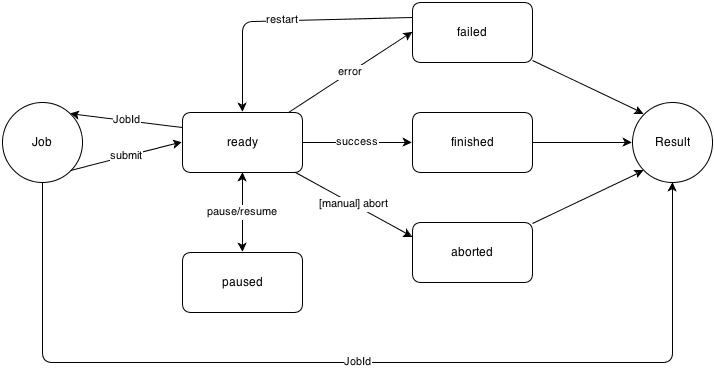 restart
failed
error
JobId
Job
submit
ready
success
finished
Result
pause/resume
[manual] abort
aborted
paused
JobId